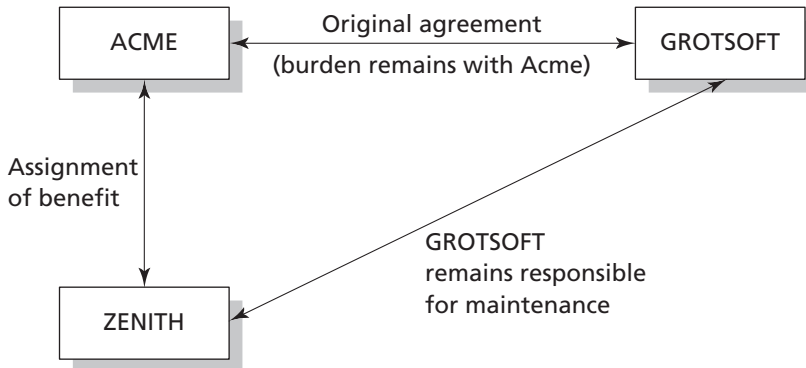 ACME
Original agreement
(burden remains with Acme)
GROTSOFT
Assignment
of benefit
GROTSOFT
remains responsible
for maintenance
ZENITH